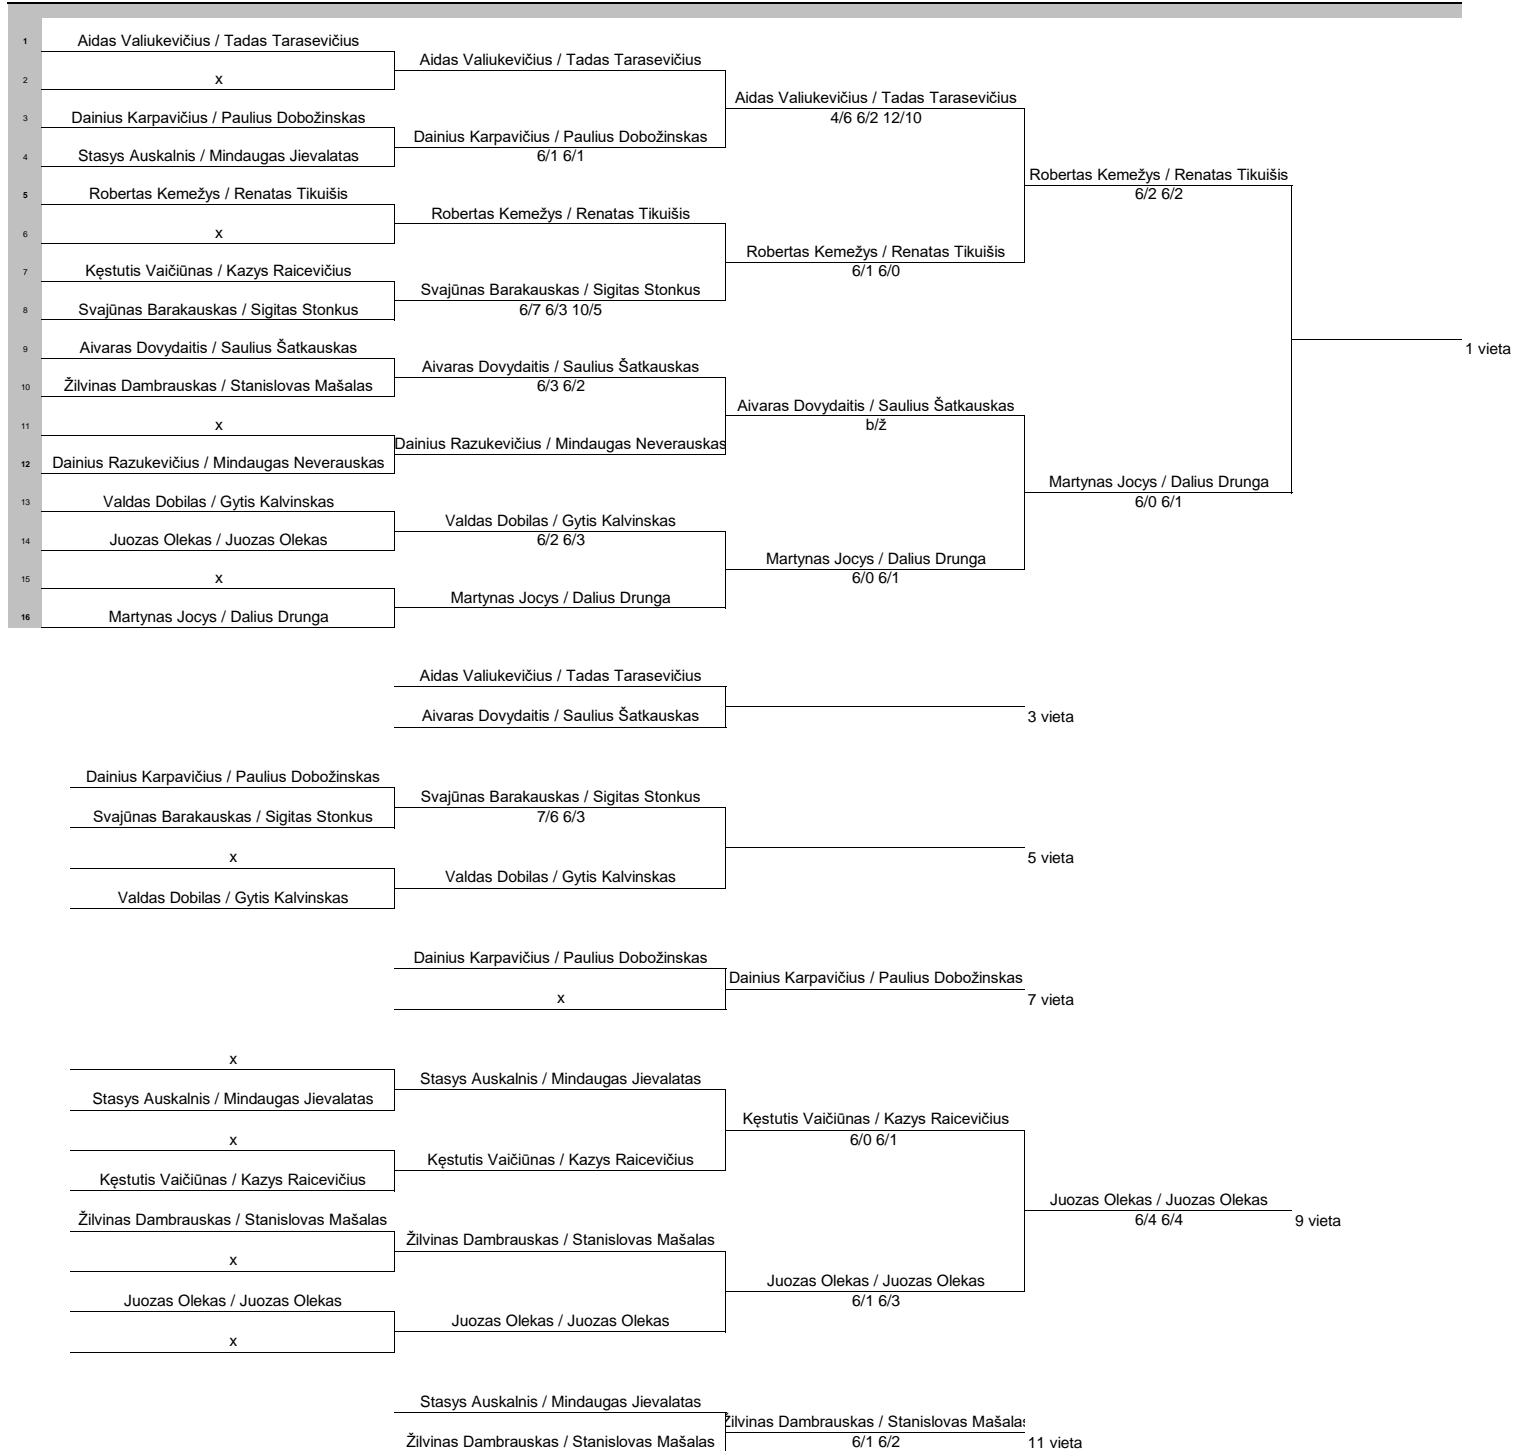 1 Aidas Valiukevičius / Tadas Tarasevičius
Aidas Valiukevičius / Tadas Tarasevičius
2 x
Aidas Valiukevičius / Tadas Tarasevičius
4/6 6/2 12/10
3 Dainius Karpavičius / Paulius Dobožinskas
Dainius Karpavičius / Paulius Dobožinskas
6/1 6/1
4 Stasys Auskalnis / Mindaugas Jievalatas
Robertas Kemežys / Renatas Tikuišis
6/2 6/2
5 Robertas Kemežys / Renatas Tikuišis
Robertas Kemežys / Renatas Tikuišis
6 x
Robertas Kemežys / Renatas Tikuišis
6/1 6/0
7 Kęstutis Vaičiūnas / Kazys Raicevičius
Svajūnas Barakauskas / Sigitas Stonkus
6/7 6/3 10/5
8 Svajūnas Barakauskas / Sigitas Stonkus
1 vieta
9 Aivaras Dovydaitis / Saulius Šatkauskas
Aivaras Dovydaitis / Saulius Šatkauskas
6/3 6/2
10 Žilvinas Dambrauskas / Stanislovas Mašalas
Aivaras Dovydaitis / Saulius Šatkauskas
b/ž
11 x
Dainius Razukevičius / Mindaugas Neverauskas
12 Dainius Razukevičius / Mindaugas Neverauskas
Martynas Jocys / Dalius Drunga
6/0 6/1
13 Valdas Dobilas / Gytis Kalvinskas
Valdas Dobilas / Gytis Kalvinskas
6/2 6/3
14 Juozas Olekas / Juozas Olekas
Martynas Jocys / Dalius Drunga
6/0 6/1
15 x
Martynas Jocys / Dalius Drunga
16 Martynas Jocys / Dalius Drunga
Aidas Valiukevičius / Tadas Tarasevičius
Aivaras Dovydaitis / Saulius Šatkauskas
3 vieta
Dainius Karpavičius / Paulius Dobožinskas
Svajūnas Barakauskas / Sigitas Stonkus
7/6 6/3
Svajūnas Barakauskas / Sigitas Stonkus
x
5 vieta
Valdas Dobilas / Gytis Kalvinskas
Valdas Dobilas / Gytis Kalvinskas
Dainius Karpavičius / Paulius Dobožinskas
Dainius Karpavičius / Paulius Dobožinskas
x
7 vieta
x
Stasys Auskalnis / Mindaugas Jievalatas
Stasys Auskalnis / Mindaugas Jievalatas
Kęstutis Vaičiūnas / Kazys Raicevičius
6/0 6/1
x
Kęstutis Vaičiūnas / Kazys Raicevičius
Kęstutis Vaičiūnas / Kazys Raicevičius
Juozas Olekas / Juozas Olekas
6/4 6/4
9 vieta
Žilvinas Dambrauskas / Stanislovas Mašalas
Žilvinas Dambrauskas / Stanislovas Mašalas
x
Juozas Olekas / Juozas Olekas
6/1 6/3
Juozas Olekas / Juozas Olekas
Juozas Olekas / Juozas Olekas
x
Stasys Auskalnis / Mindaugas Jievalatas
Žilvinas Dambrauskas / Stanislovas Mašalas
6/1 6/2
Žilvinas Dambrauskas / Stanislovas Mašalas
11 vieta